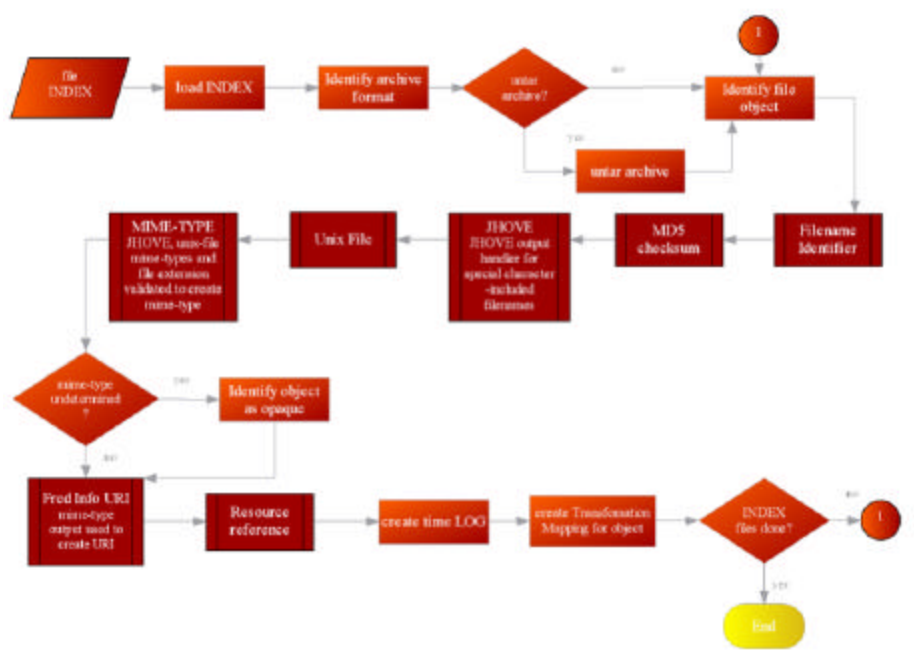 1
file
INDEX
load INDEX
Identify archive
format
untar
archive?
no
Identify file
object
yes
untar archive
MIME-TYPE
JHOVE, unix-file
mime-types and
file extension
validated to create
mime-type
Unix File
JHOVE
JHOVE output
handler for
special character
-included
filenames
MD5
checksum
Filename
Identifier
mime-type
undetermined
?
yes
Identify object
as opaque
no
Fred Info URI
mime-type
output used to
create URI
Resource
reference
create time LOG
create Transformation
Mapping for object
INDEX
files done?
no
1
yes
End